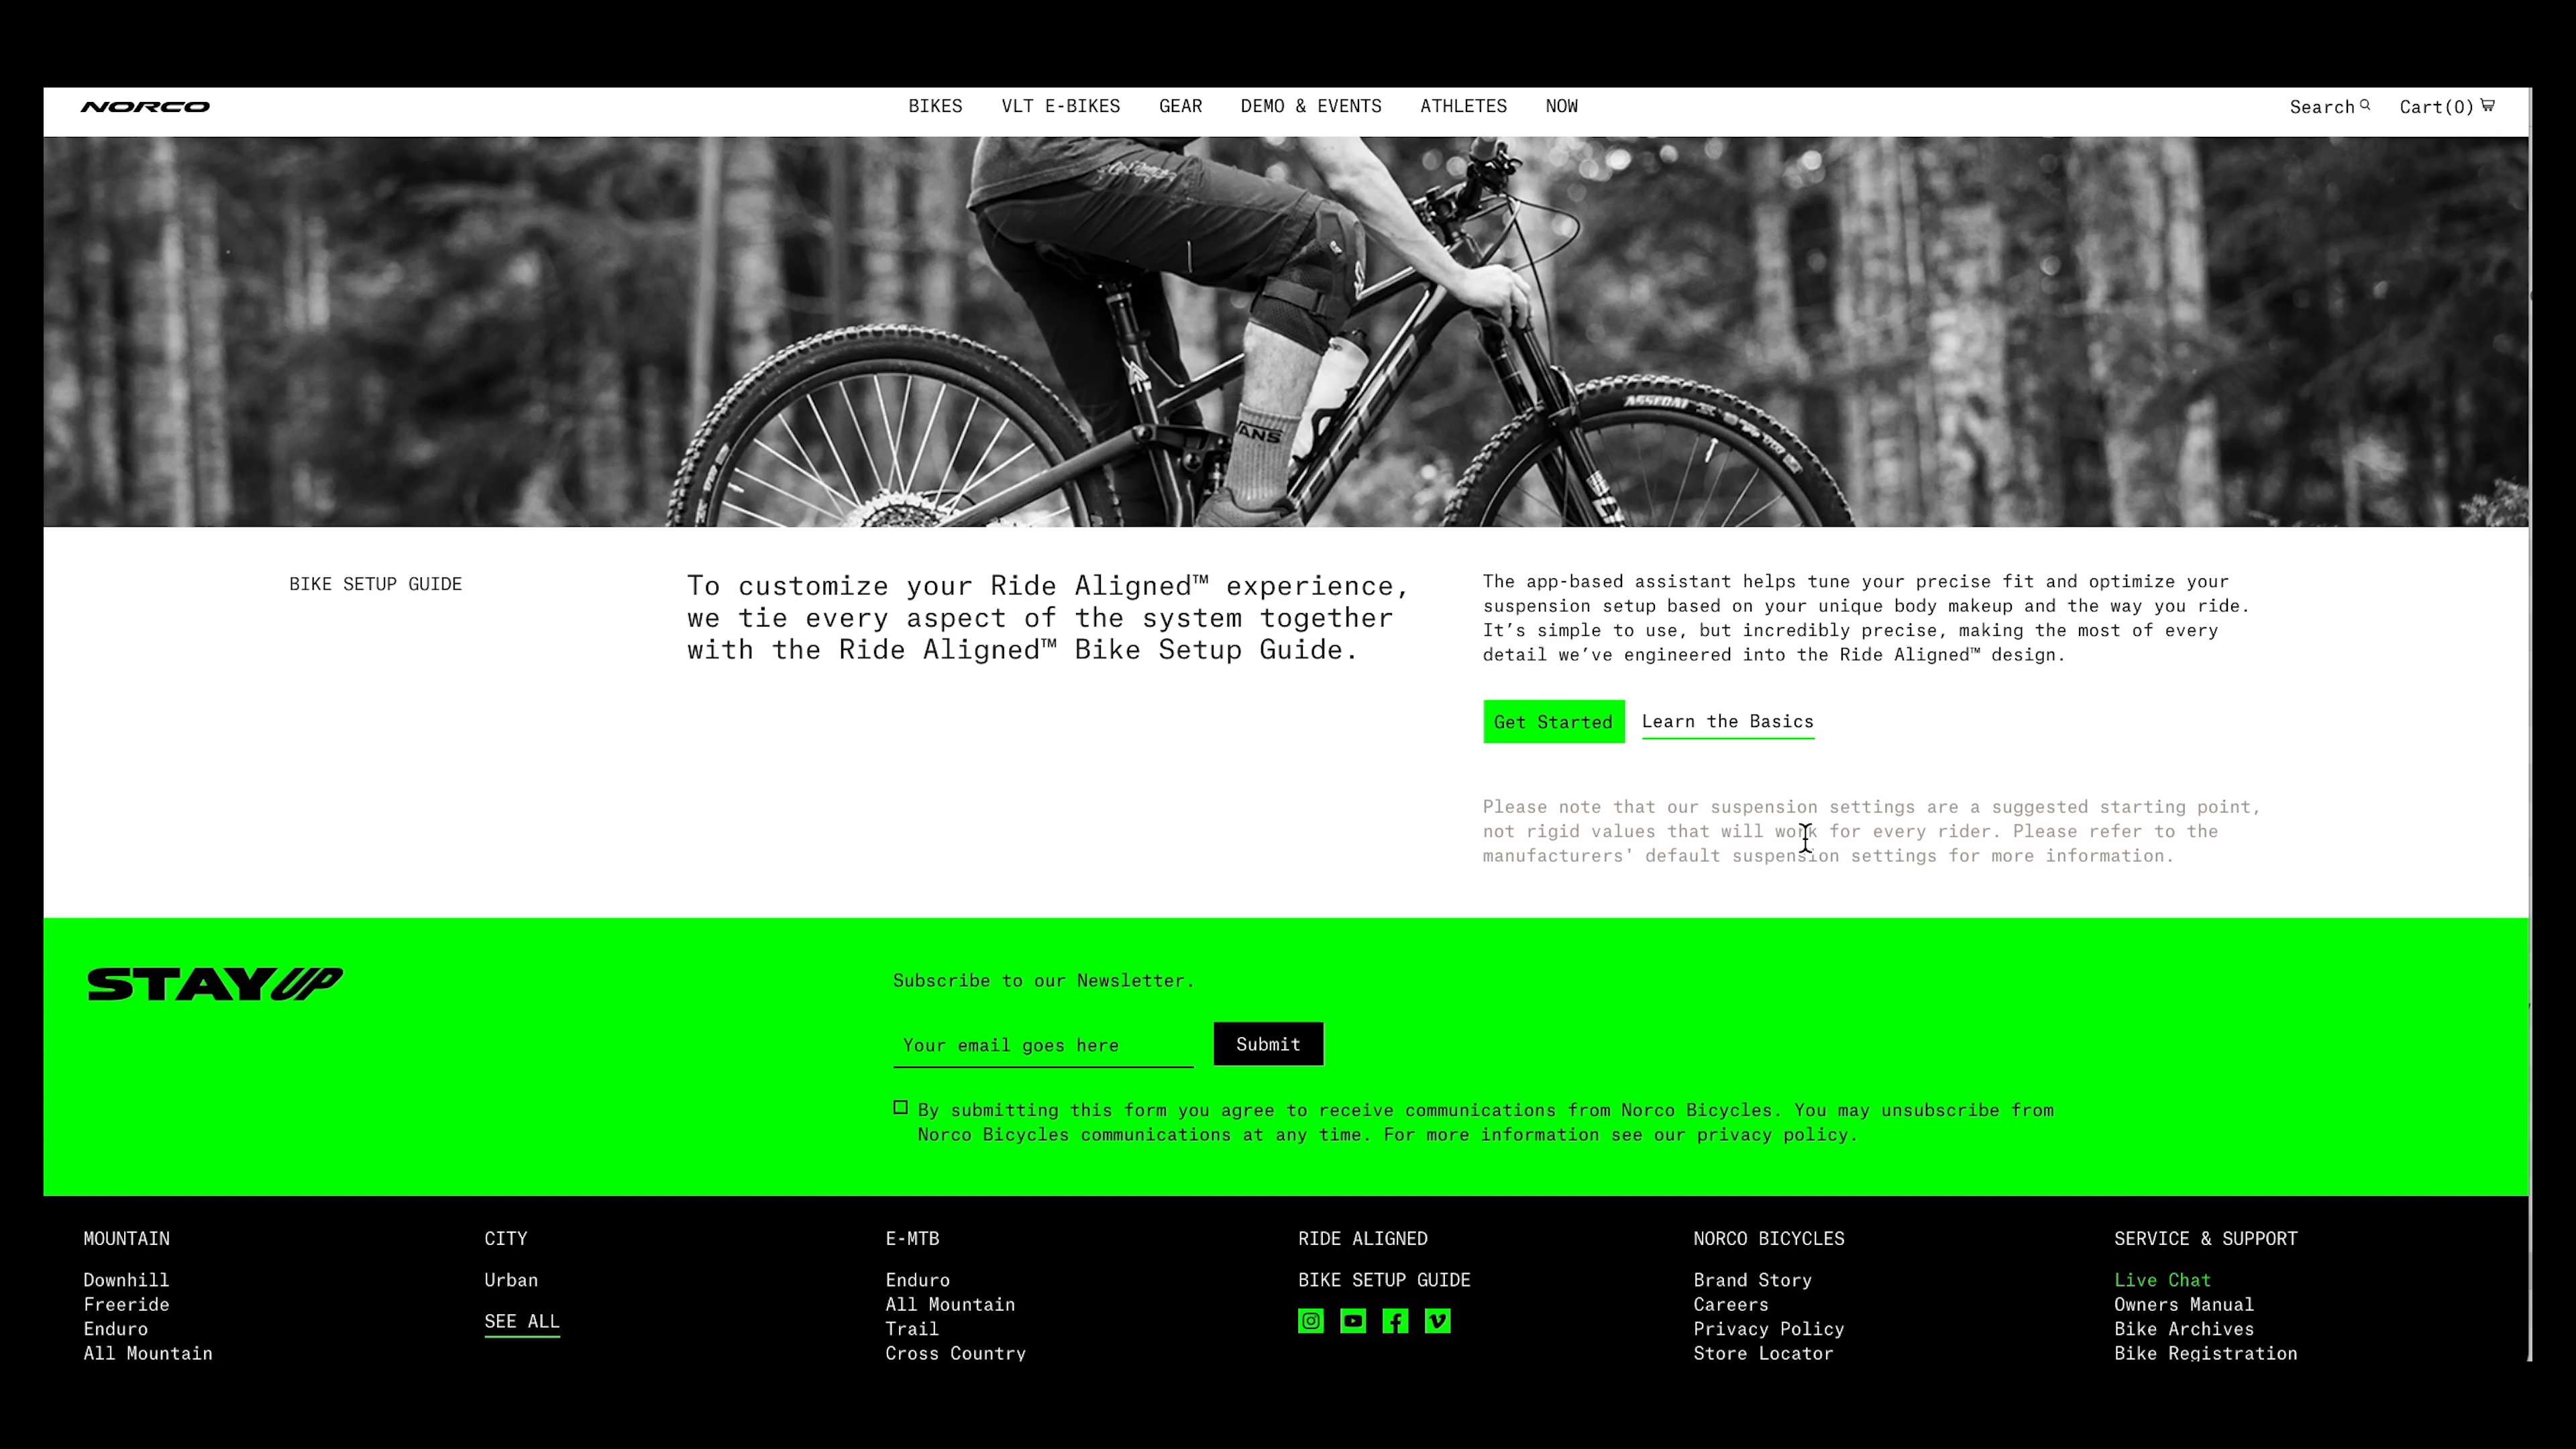 NORCO
BIKES VLT E-BIKES GEAR DEMO & EVENTS ATHLETES NOW
Search Cart(0)
ANS
ASSEGAI
BIKE SETUP GUIDE
To customize your Ride Aligned™ experience,
we tie every aspect of the system together
with the Ride Aligned™ Bike Setup Guide.
The app-based assistant helps tune your precise fit and optimize your
suspension setup based on your unique body makeup and the way you ride.
It’s simple to use, but incredibly precise, making the most of every
detail we’ve engineered into the Ride Aligned™ design.
Get Started Learn the Basics
Please note that our suspension settings are a suggested starting point,
not rigid values that will work for every rider. Please refer to the
manufacturers' default suspension settings for more information.
STAYUP
Subscribe to our Newsletter.
Your email goes here Submit
By submitting this form you agree to receive communications from Norco Bicycles. You may unsubscribe from
Norco Bicycles communications at any time. For more information see our privacy policy.
MOUNTAIN
Downhill
Freeride
Enduro
All Mountain
CITY
Urban
SEE ALL
E-MTB
Enduro
All Mountain
Trail
Cross Country
RIDE ALIGNED
BIKE SETUP GUIDE
NORCO BICYCLES
Brand Story
Careers
Privacy Policy
Store Locator
SERVICE & SUPPORT
Live Chat
Owners Manual
Bike Archives
Bike Registration